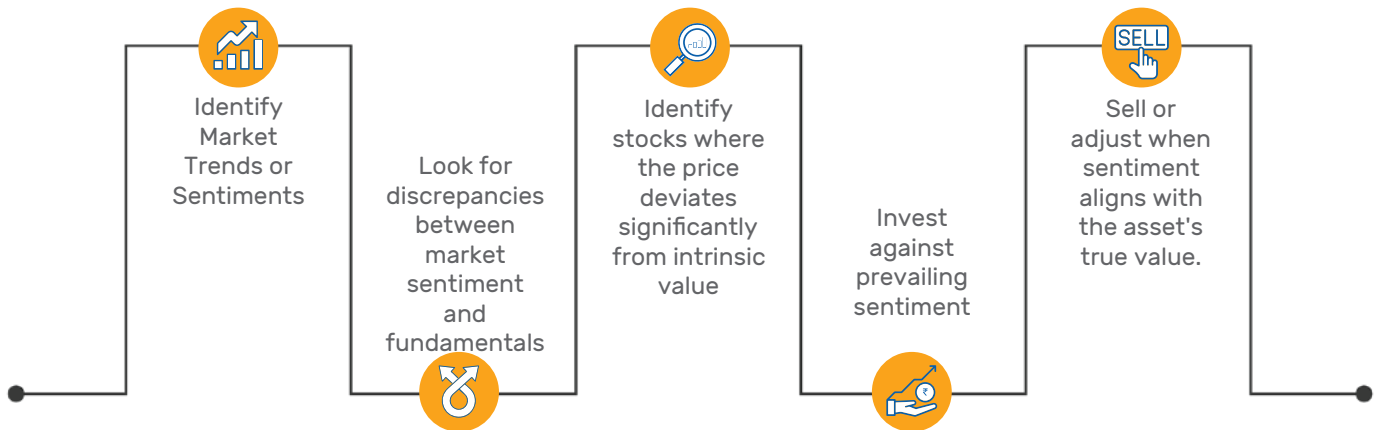 Identify
Market
Trends or
Sentiments
Look for
discrepancies
between
market
sentiment
and
fundamentals
Identify
stocks where
the price
deviates
significantly
from intrinsic
value
Invest
against
prevailing
sentiment
₹
SELL
Sell or
adjust when
sentiment
aligns with
the asset's
true value.